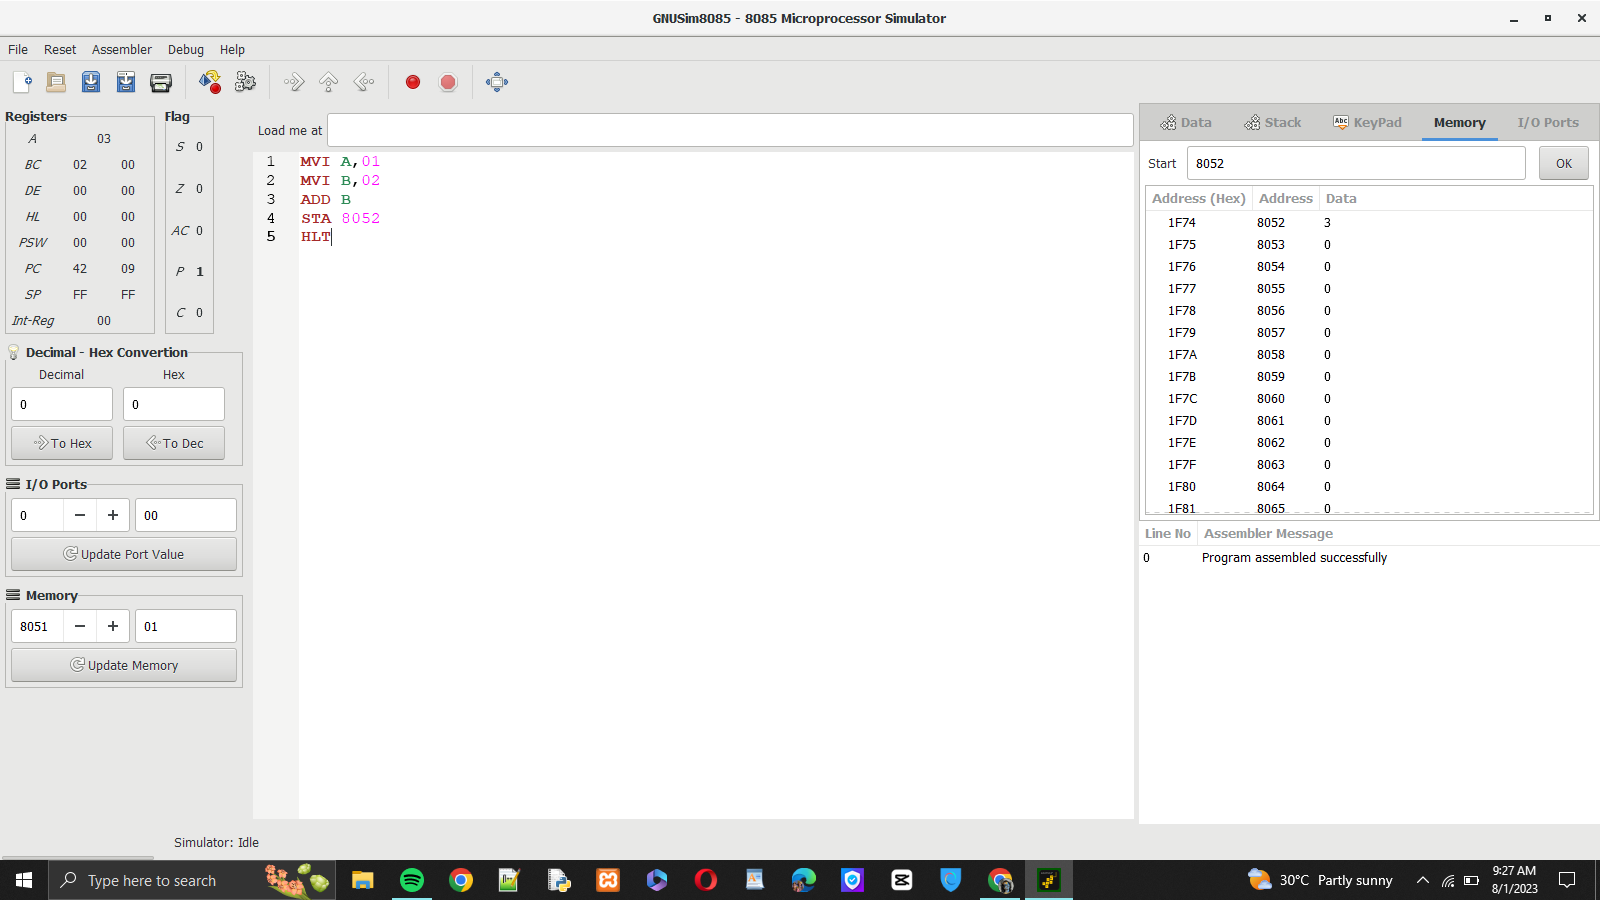 GNUSim8085 - 8085 Microprocessor Simulator
File Reset Assembler Debug Help
Registers
A 03
BC 02 00
DE 00 00
HL 00 00
PSW 00 00
PC 42 09
SP FF FF
Int-Reg 00
Flag
S 0
Z 0
AC 0
P 1
C 0
Decimal - Hex Convertion
Decimal Hex
0 0
To Hex To Dec
I/O Ports
0 00
Update Port Value
Memory
8051 01
Update Memory
Load me at
1 MVI A,01
2 MVI B,02
3 ADD B
4 STA 8052
5 HLT
Data Stack Abc KeyPad Memory I/O Ports
Start 8052 OK
Address (Hex) Address Data
1F74 8052 3
1F75 8053 0
1F76 8054 0
1F77 8055 0
1F78 8056 0
1F79 8057 0
1F7A 8058 0
1F7B 8059 0
1F7C 8060 0
1F7D 8061 0
1F7E 8062 0
1F7F 8063 0
1F80 8064 0
1F81 8065 0
Line No Assembler Message
0 Program assembled successfully
Simulator: Idle
Type here to search
30°C Partly sunny
9:27 AM
8/1/2023